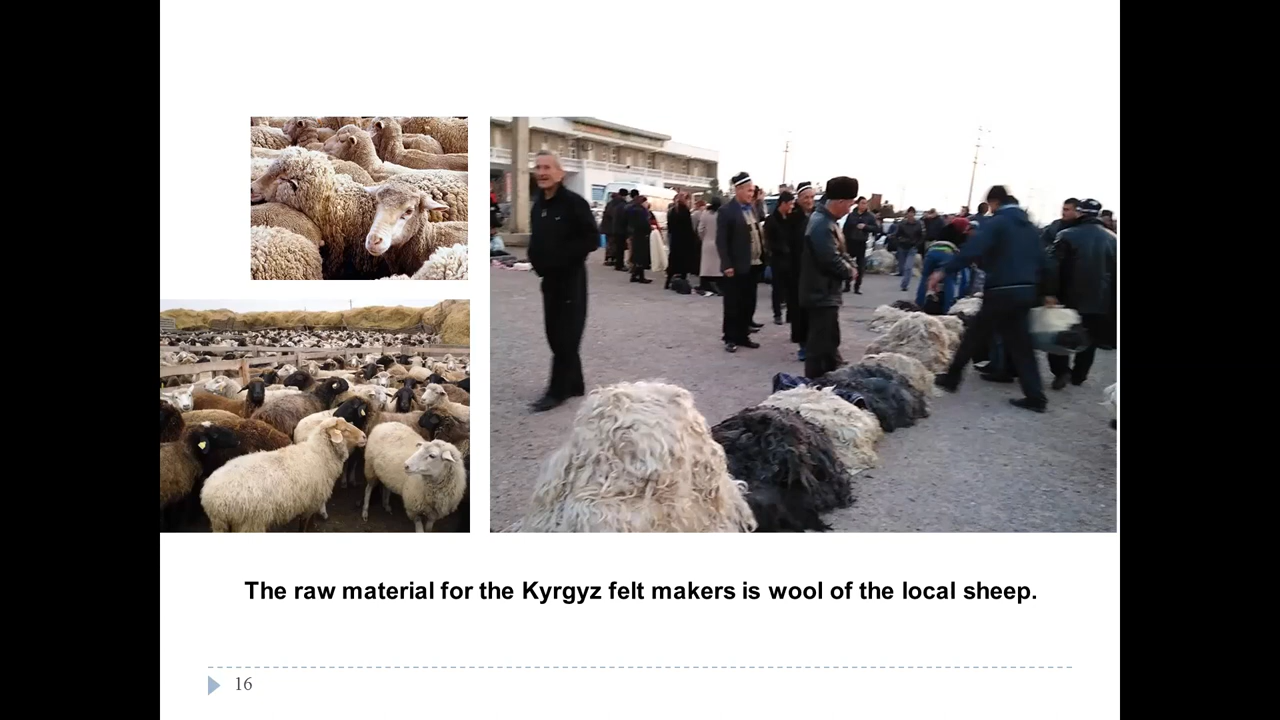 The raw material for the Kyrgyz felt makers is wool of the local sheep.
16